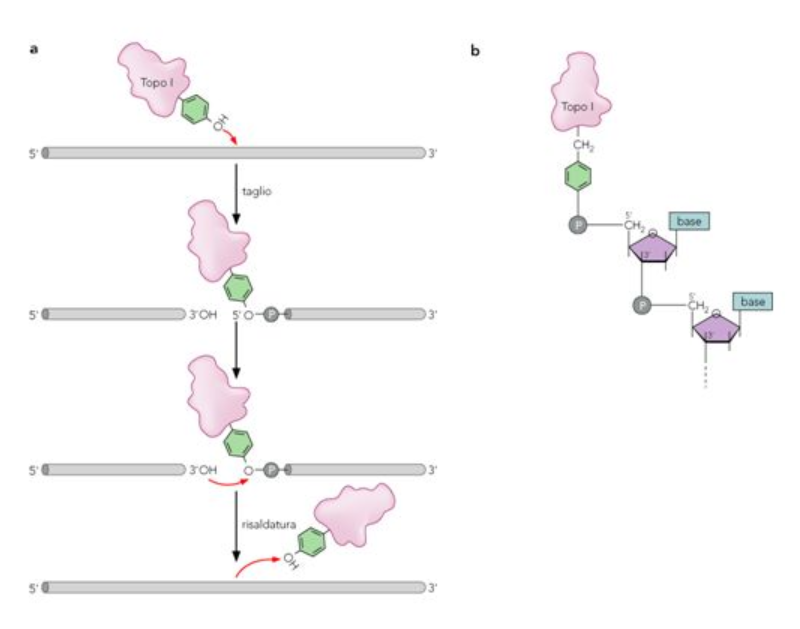 a
Topo I
OH
5' 3'
taglio
5' 3'OH 5' O P 3'
5' 3'OH O P 3'
risaldatura
OH
5' 3'
b
Topo I
CH2
P 5' CH2 O base
3'
P 5' CH2 O base
3'